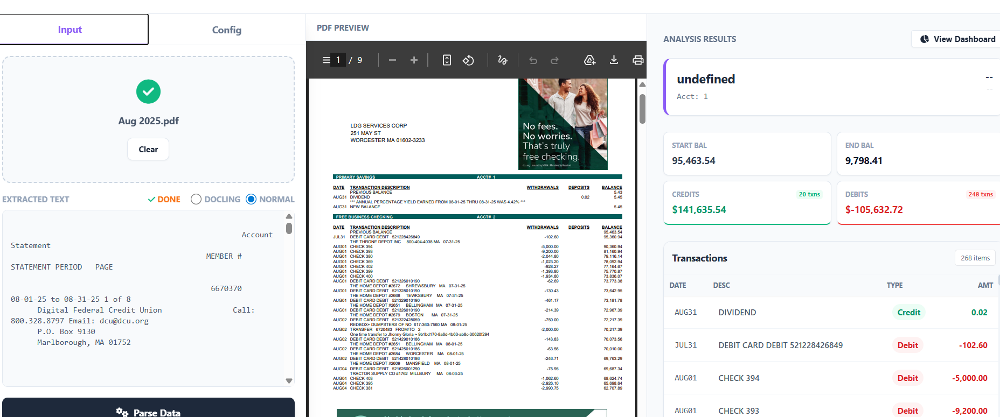 Input
Config
Aug 2025.pdf
Clear
EXTRACTED TEXT
DONE
DOCLING
NORMAL
Account
Statement
MEMBER #
STATEMENT PERIOD PAGE
6670370
08-01-25 to 08-31-25 1 of 8
Digital Federal Credit Union Call:
800.328.8797 Email: dcu@dcu.org
P.O. Box 9130
Marlborough, MA 01752
Parse Data
PDF PREVIEW
1 / 9
LDG SERVICES CORP
251 MAY ST
WORCESTER MA 01602-3233
No fees.
No worries.
That's truly
free checking.
dcu.org | Insured by NCUA | Membership Required
PRIMARY SAVINGS ACCT# 1
DATE TRANSACTION DESCRIPTION WITHDRAWALS DEPOSITS BALANCE
PREVIOUS BALANCE 5.43
AUG31 DIVIDEND 0.02 5.45
*** ANNUAL PERCENTAGE YIELD EARNED FROM 08-01-25 THRU 08-31-25 WAS 4.42% ***
AUG31 NEW BALANCE 5.45
FREE BUSINESS CHECKING ACCT# 2
DATE TRANSACTION DESCRIPTION WITHDRAWALS DEPOSITS BALANCE
PREVIOUS BALANCE 95,463.54
JUL31 DEBIT CARD DEBIT 521228426849 -102.60 95,360.94
THE THRONE DEPOT INC 800-404-4038 MA 07-31-25
AUG01 CHECK 394 -5,000.00 90,360.94
AUG01 CHECK 393 -9,200.00 81,160.94
AUG01 CHECK 380 -2,044.80 79,116.14
AUG01 CHECK 369 -1,023.20 78,092.94
AUG01 CHECK 402 -928.27 77,164.67
AUG01 CHECK 399 -1,393.80 75,770.87
AUG01 CHECK 400 -1,934.80 73,836.07
AUG01 DEBIT CARD DEBIT 521326010190 -62.69 73,773.38
THE HOME DEPOT #2672 SHREWSBURY MA 07-31-25
AUG01 DEBIT CARD DEBIT 521328010190 -130.43 73,642.95
THE HOME DEPOT #2668 TEWKSBURY MA 07-31-25
AUG01 DEBIT CARD DEBIT 521329010190 -461.17 73,181.78
THE HOME DEPOT #2651 BELLINGHAM MA 07-31-25
AUG01 DEBIT CARD DEBIT 521326010190 -214.39 72,967.39
THE HOME DEPOT #2679 BOSTON MA 07-31-25
AUG02 DEBIT CARD DEBIT 521322428059 -750.00 72,217.39
REDBOX+ DUMPSTERS OF NO 617-360-7560 MA 08-01-25
AUG02 TRANSFER 6720483 FROM/TO 2 -2,000.00 70,217.39
One time transfer to Jhonny Gloria ~ 9b1bd170-8a6d-4b63-ab8c-30620f294
AUG02 DEBIT CARD DEBIT 521429010186 -143.83 70,073.56
THE HOME DEPOT #2651 BELLINGHAM MA 08-01-25
AUG02 DEBIT CARD DEBIT 521425010186 -63.56 70,010.00
THE HOME DEPOT #2684 WORCESTER MA 08-01-25
AUG02 DEBIT CARD DEBIT 521428010186 -246.71 69,763.29
THE HOME DEPOT #2609 MANSFIELD MA 08-01-25
AUG04 DEBIT CARD DEBIT 521626001290 -75.95 69,687.34
TRACTOR SUPPLY CO #1762 MILLBURY MA 08-03-25
AUG04 CHECK 403 -1,062.60 68,624.74
AUG04 CHECK 395 -2,926.10 65,698.64
AUG04 CHECK 381 -2,990.75 62,707.89
ANALYSIS RESULTS
View Dashboard
undefined --
Acct: 1 --
START BAL
95,463.54
END BAL
9,798.41
CREDITS 20 txns
$141,635.54
DEBITS 248 txns
$-105,632.72
Transactions 268 items
DATE DESC TYPE AMT
AUG31 DIVIDEND Credit 0.02
JUL31 DEBIT CARD DEBIT 521228426849 Debit -102.60
AUG01 CHECK 394 Debit -5,000.00
AUG01 CHECK 393 Debit -9,200.00